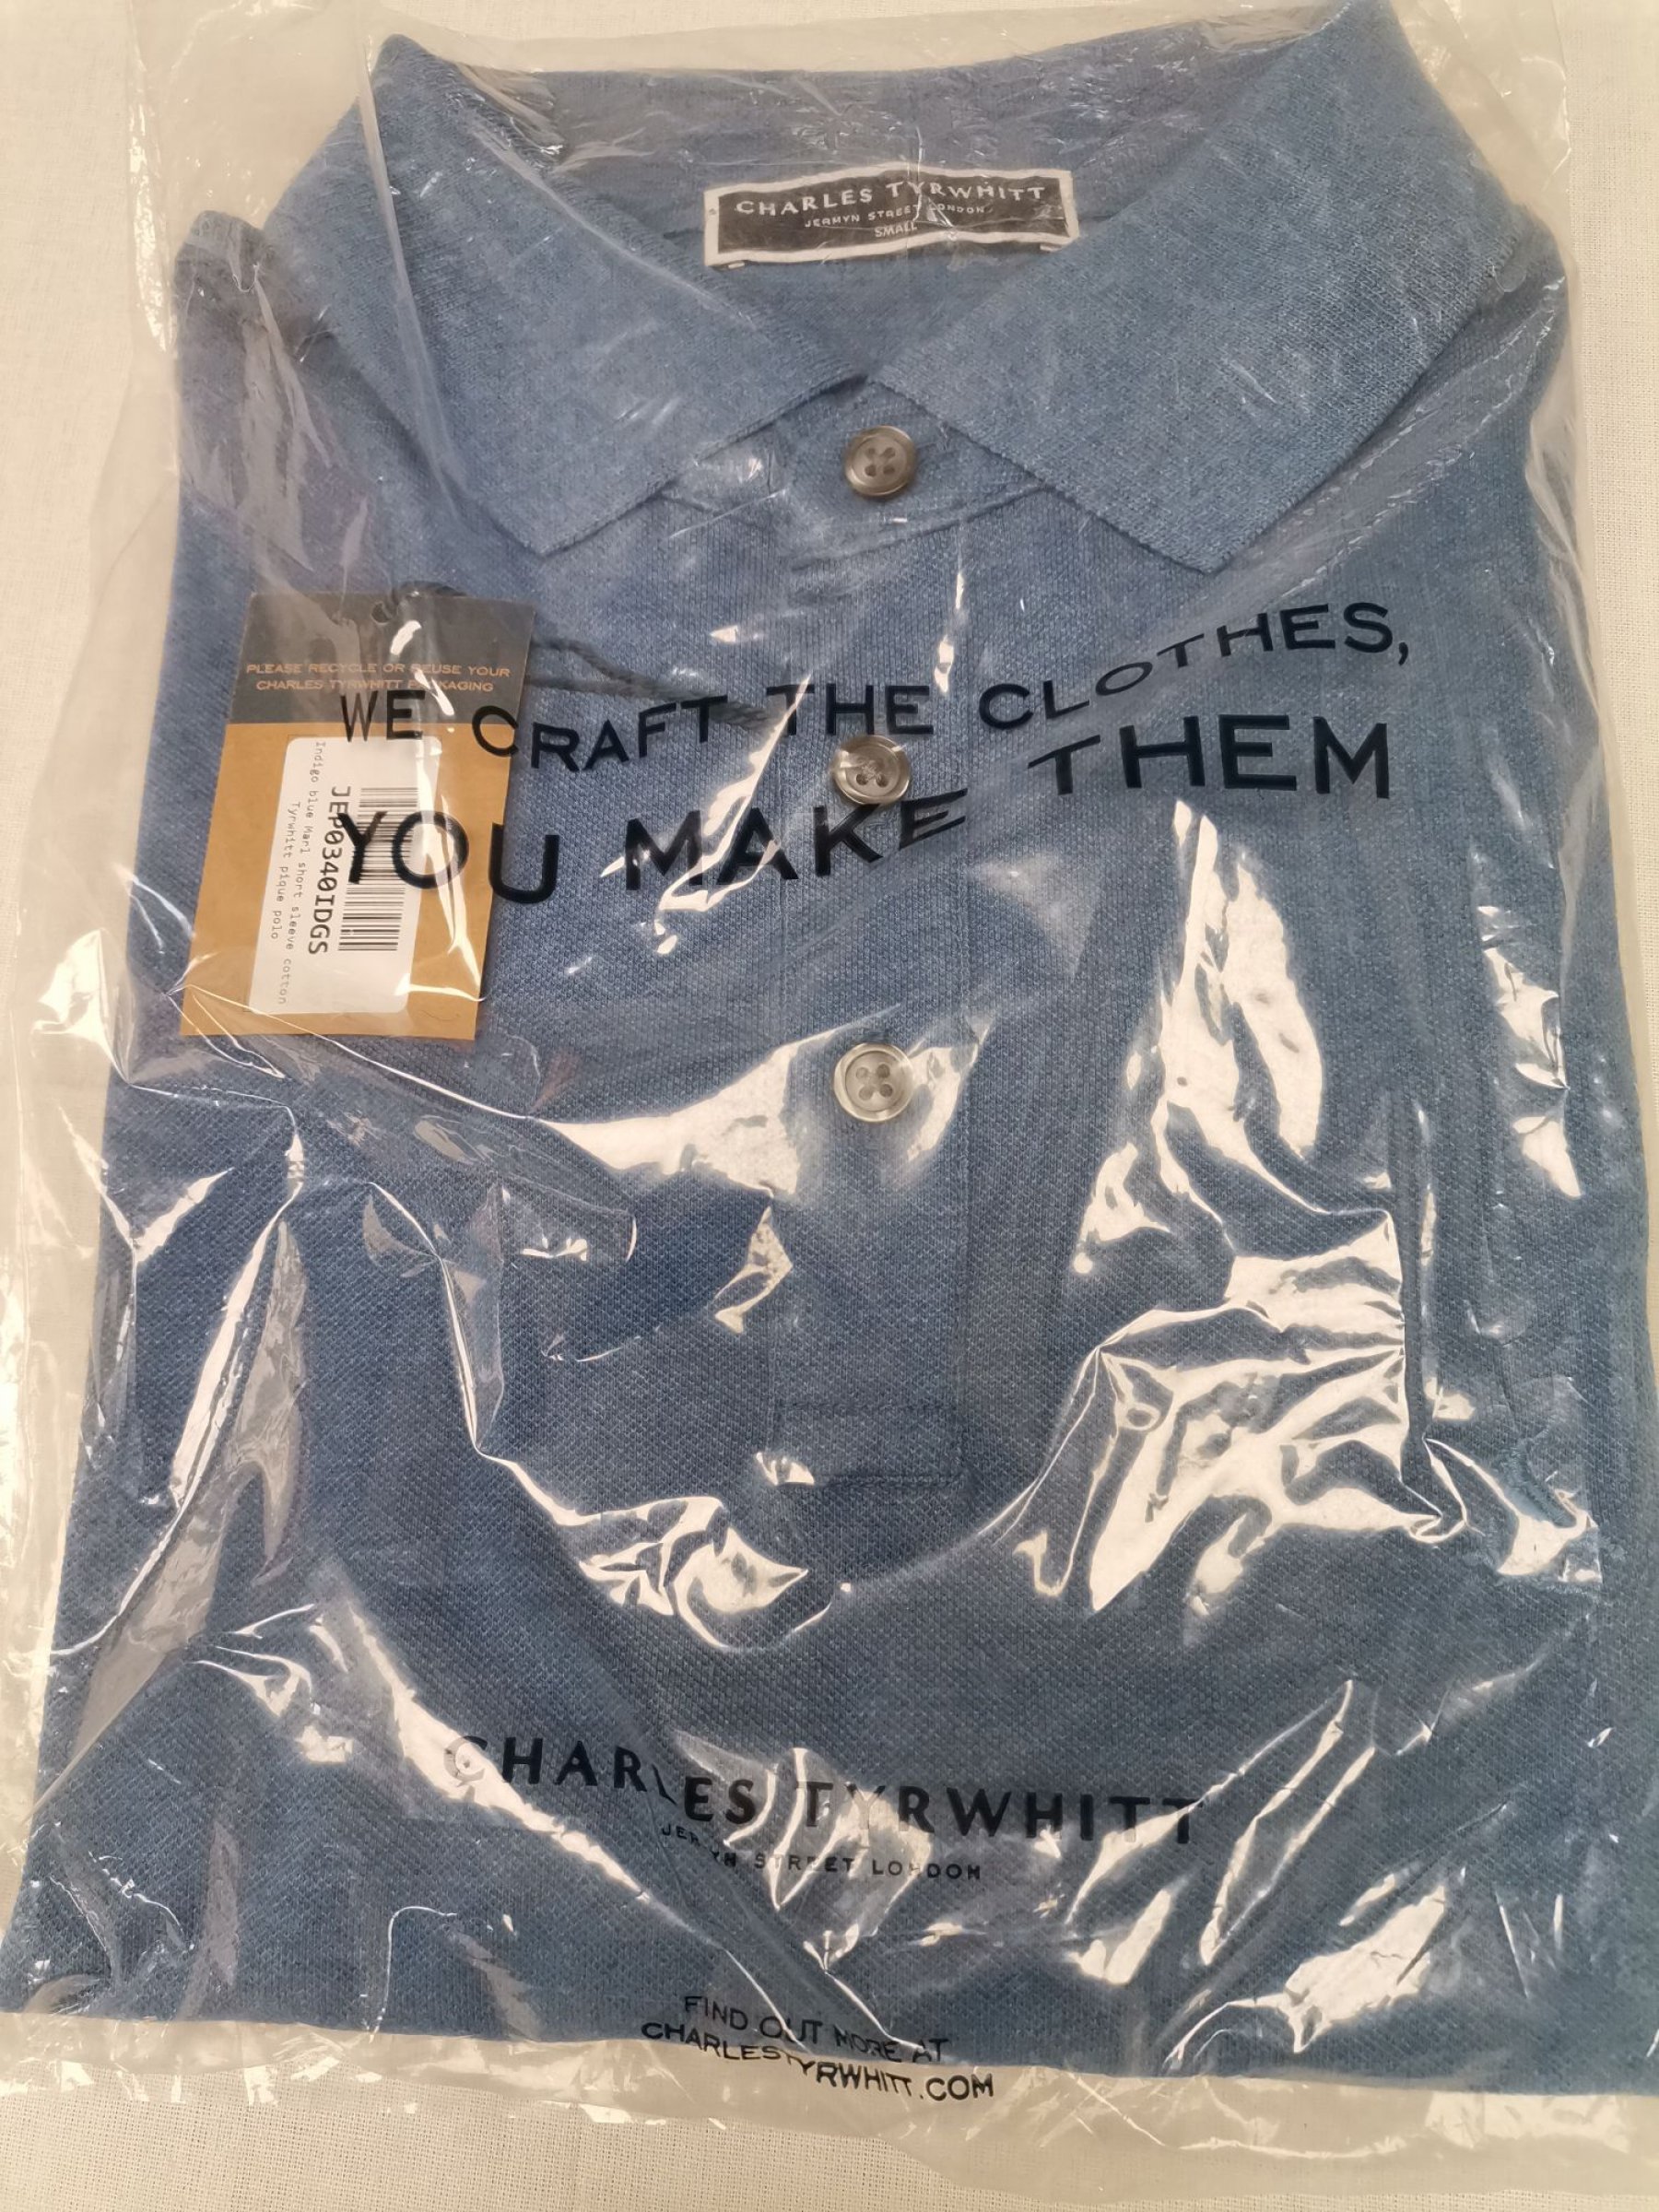 CHARLES TYRWHITT
JERMYN STREET LONDON
SMALL
PLEASE RECYCLE OR REUSE YOUR
CHARLES TYRWHITT PACKAGING
WE CRAFT THE CLOTHES,
YOU MAKE THEM
JEP0340IDGS
Indigo blue Marl short sleeve cotton
Tyrwhitt pique polo
CHARLES TYRWHITT
JERMYN STREET LONDON
FIND OUT MORE AT
CHARLESTYRWHITT.COM